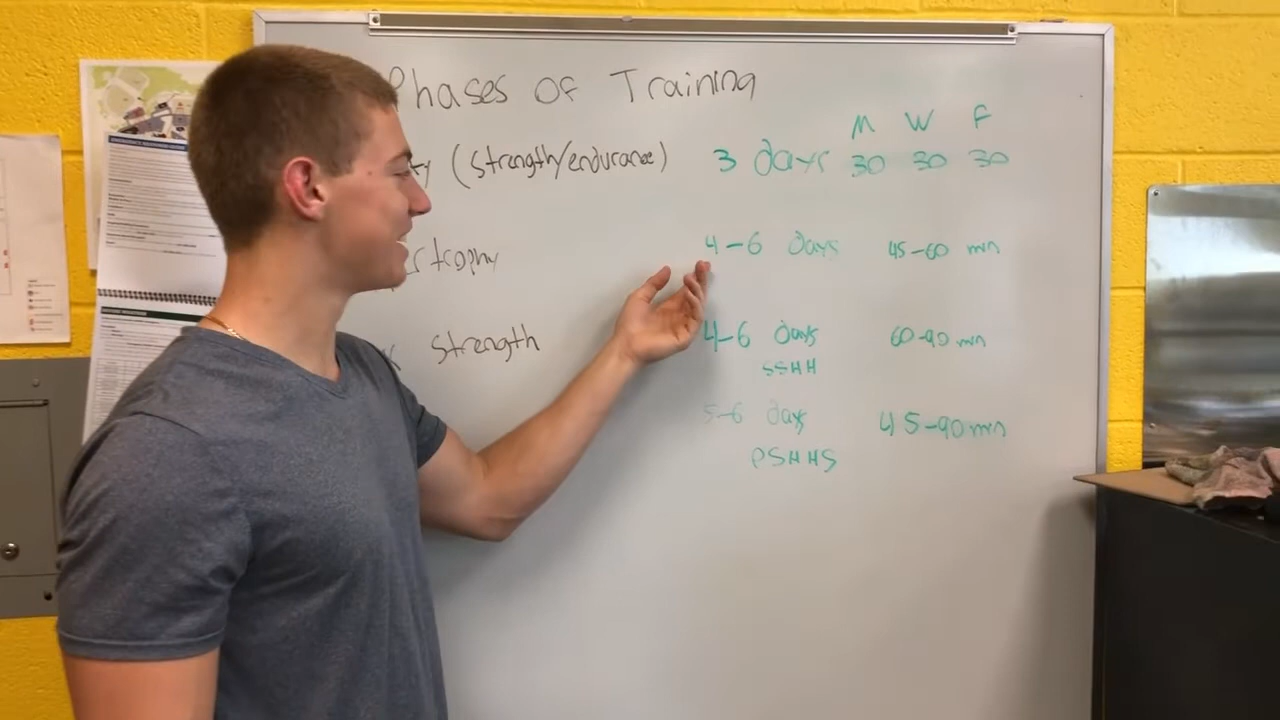 Phases of Training
M W F
ty (strength/endurance) 3 days 30 30 30
rtrophy 4-6 days 45-60 min
x strength 4-6 days 60-90 min
SSHH
5-6 days 45-90 min
PSHHS